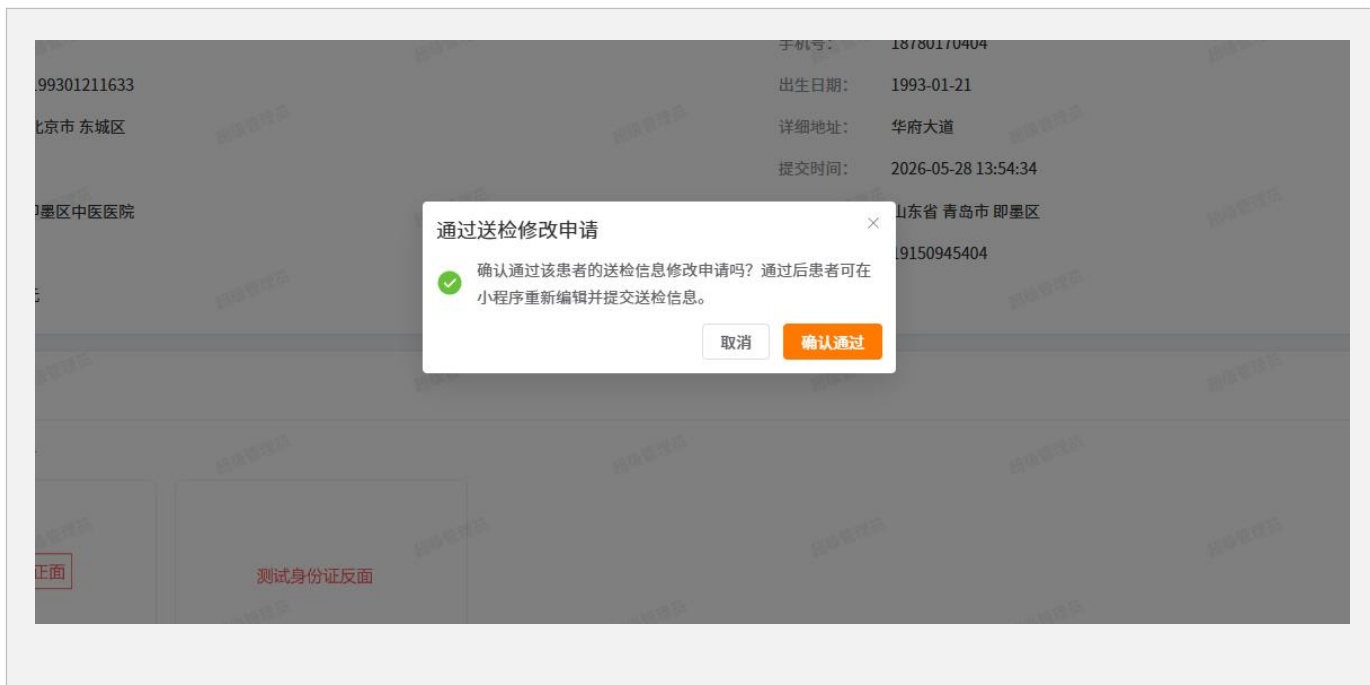 手机号： 18780170404
199301211633 出生日期： 1993-01-21
北京市 东城区 详细地址： 华府大道
提交时间： 2026-05-28 13:54:34
即墨区中医医院 山东省 青岛市 即墨区
19150945404
元
通过送检修改申请
确认通过该患者的送检信息修改申请吗？通过后患者可在
小程序重新编辑并提交送检信息。
取消 确认通过
正面 测试身份证反面
超级管理员